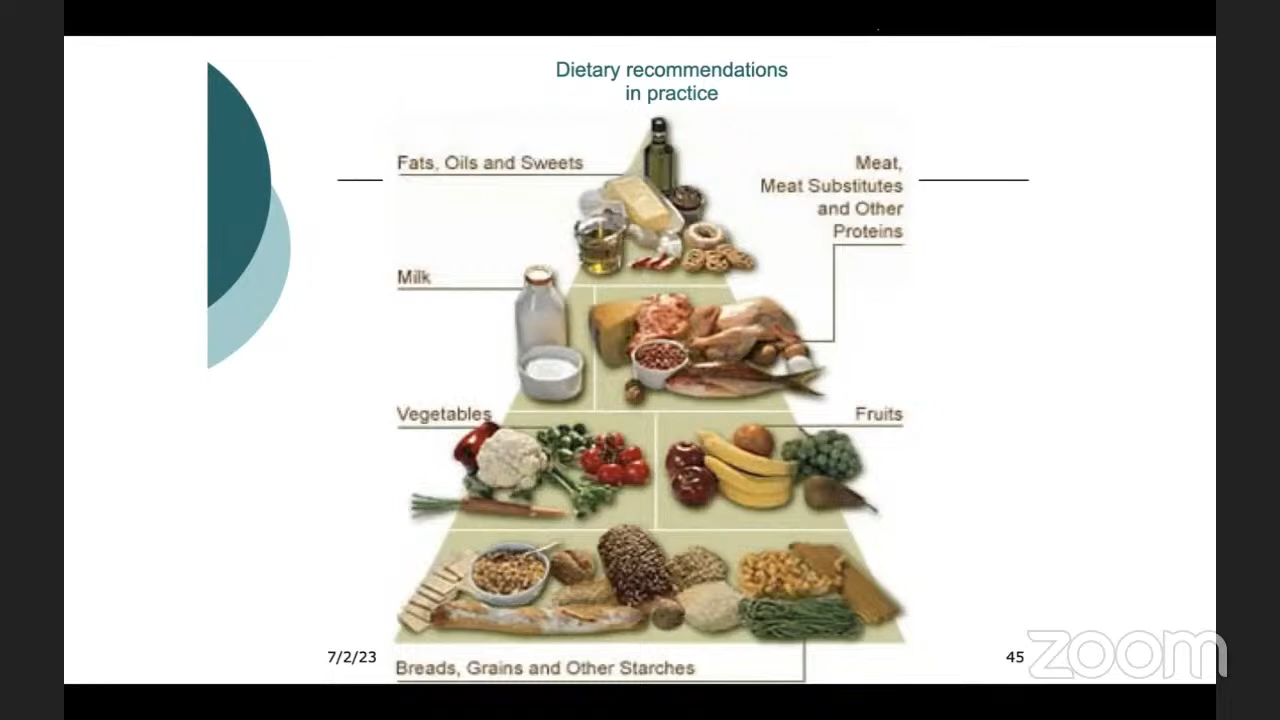 Dietary recommendations
in practice
Fats, Oils and Sweets
Meat,
Meat Substitutes
and Other
Proteins
Milk
Vegetables
Fruits
Breads, Grains and Other Starches
7/2/23
45
zoom